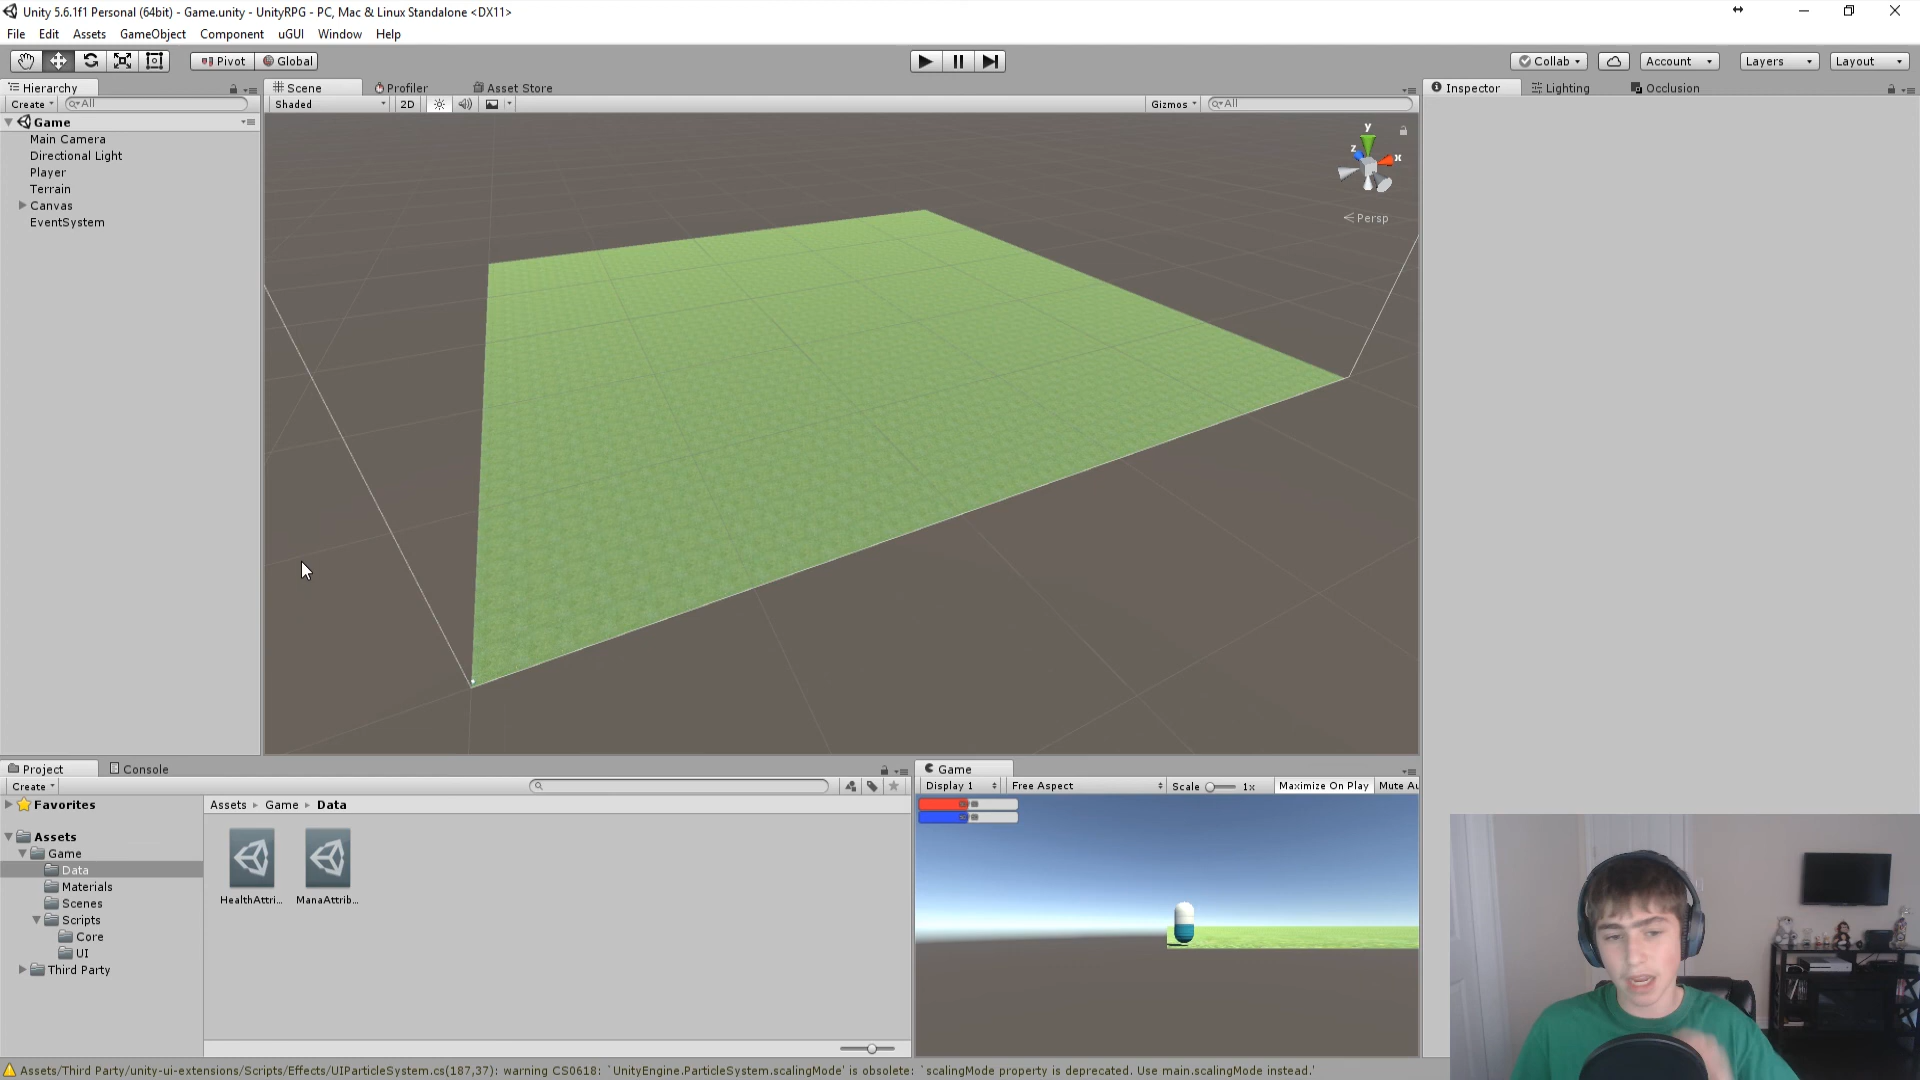 Unity 5.6.1f1 Personal (64bit) - Game.unity - UnityRPG - PC, Mac & Linux Standalone <DX11>
File Edit Assets GameObject Component uGUI Window Help
Pivot Global Collab Account Layers Layout
Hierarchy Scene Profiler Asset Store Inspector Lighting Occlusion
Create All Shaded 2D Gizmos All
Game
Main Camera
Directional Light
Player
Terrain
Canvas
EventSystem
y
z
x
Persp
Project Console Game
Create Display 1 Free Aspect Scale 1x Maximize On Play Mute Au
Favorites Assets Game Data
Assets
Game
Data
Materials
Scenes
Scripts
Core
UI
Third Party
HealthAttri... ManaAttrib...
Assets/Third Party/unity-ui-extensions/Scripts/Effects/UIParticleSystem.cs(187,37): warning CS0618: `UnityEngine.ParticleSystem.scalingMode' is obsolete: `scalingMode property is deprecated. Use main.scalingMode instead.'